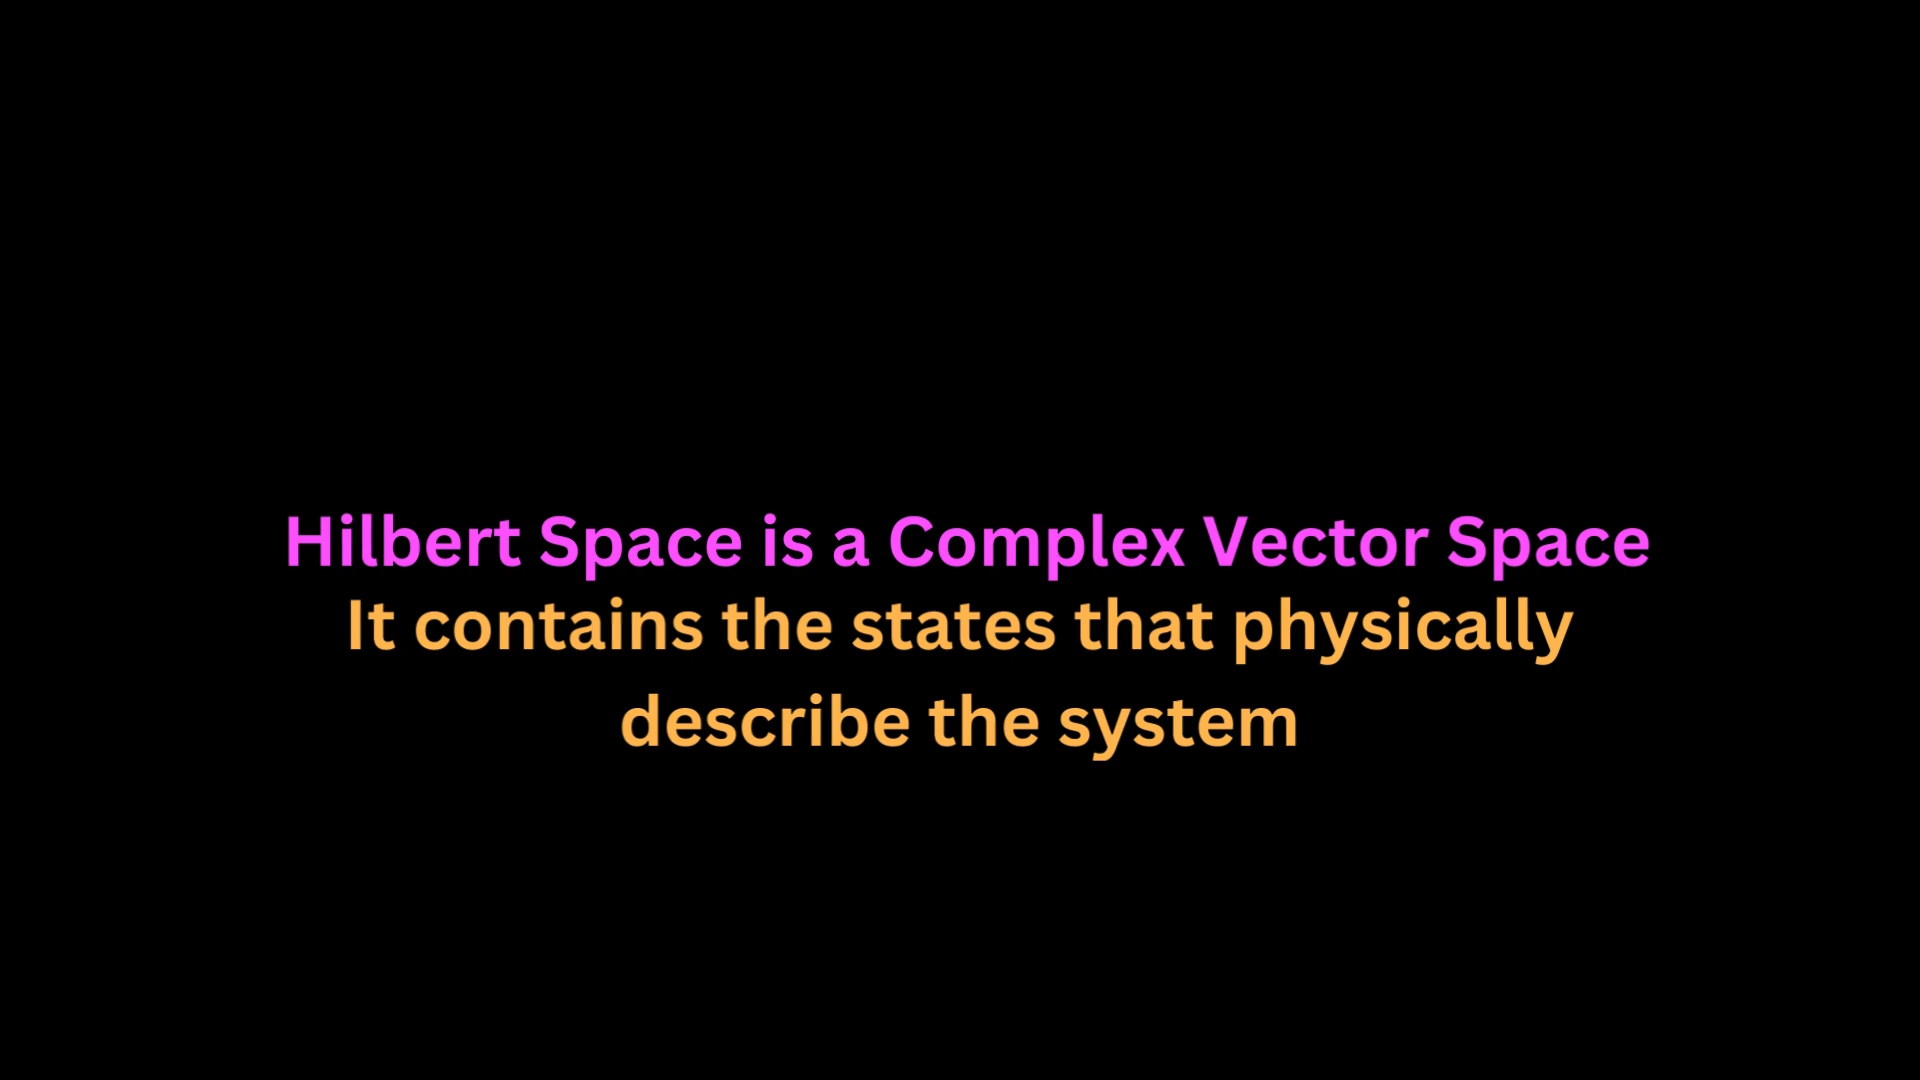 Hilbert Space is a Complex Vector Space
It contains the states that physically
describe the system